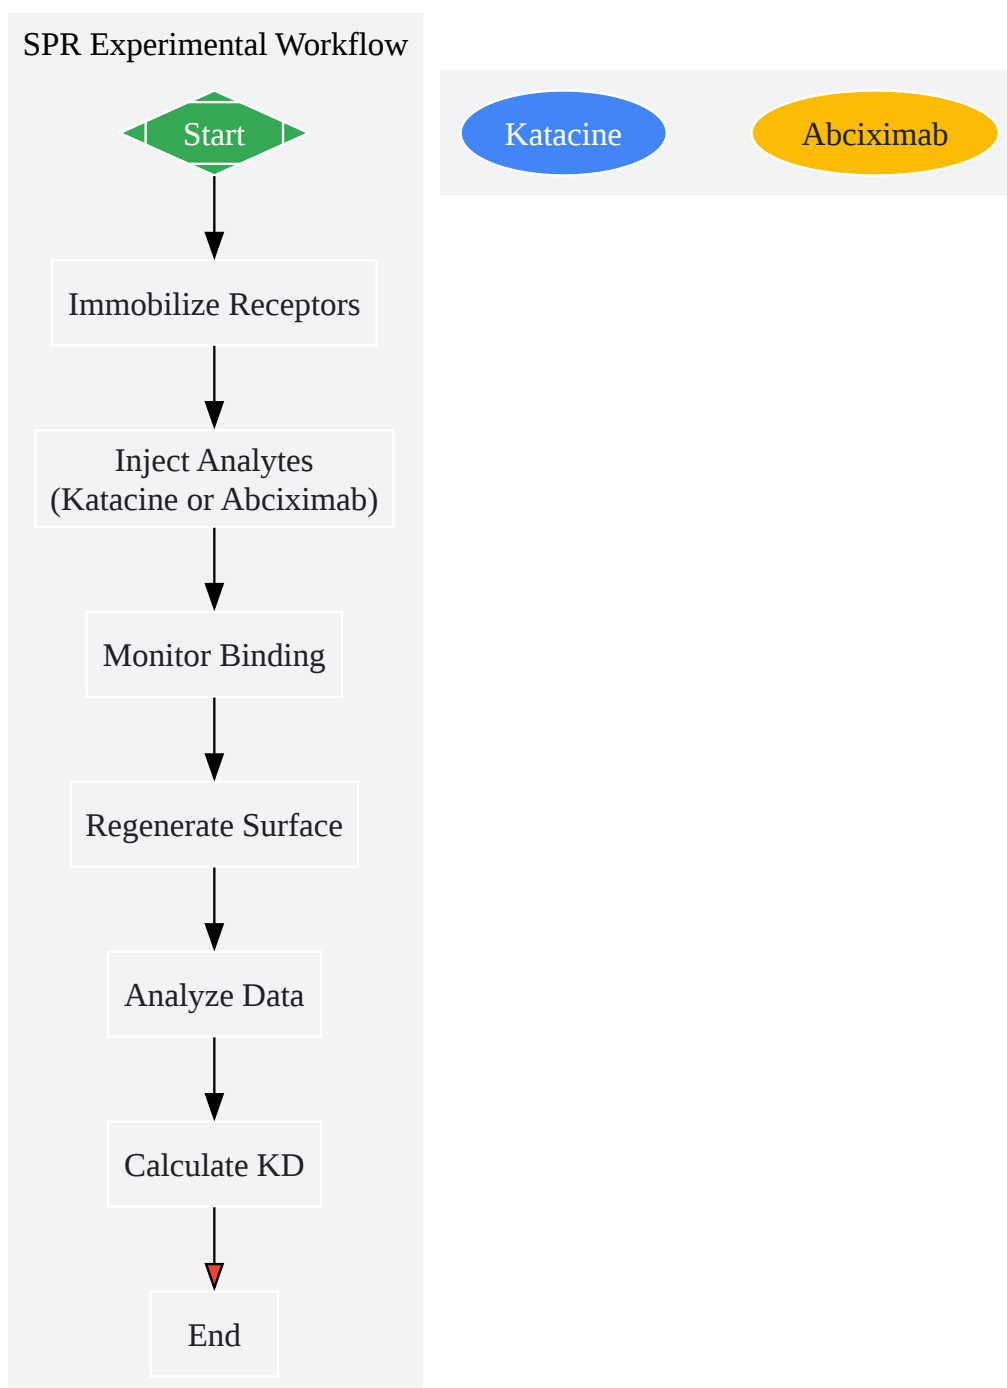 SPR Experimental Workflow
Start
Katacine
Abciximab
Immobilize Receptors
Inject Analytes
(Katacine or Abciximab)
Monitor Binding
Regenerate Surface
Analyze Data
Calculate KD
End